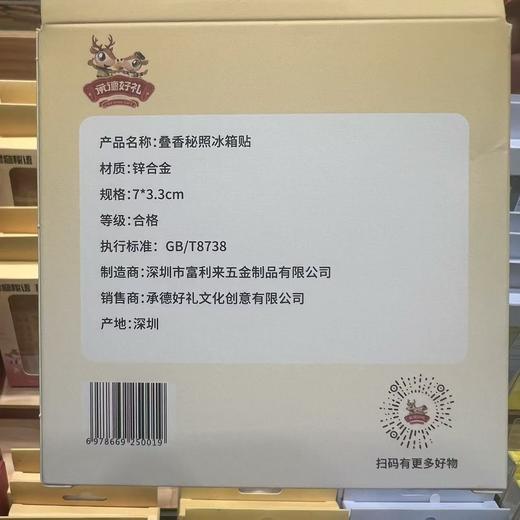 承德好礼
产品名称：叠香秘照冰箱贴
材质：锌合金
规格：7*3.3cm
等级：合格
执行标准： GB/T8738
制造商：深圳市富利来五金制品有限公司
销售商：承德好礼文化创意有限公司
产地：深圳
6 978669 250019
扫码有更多好物